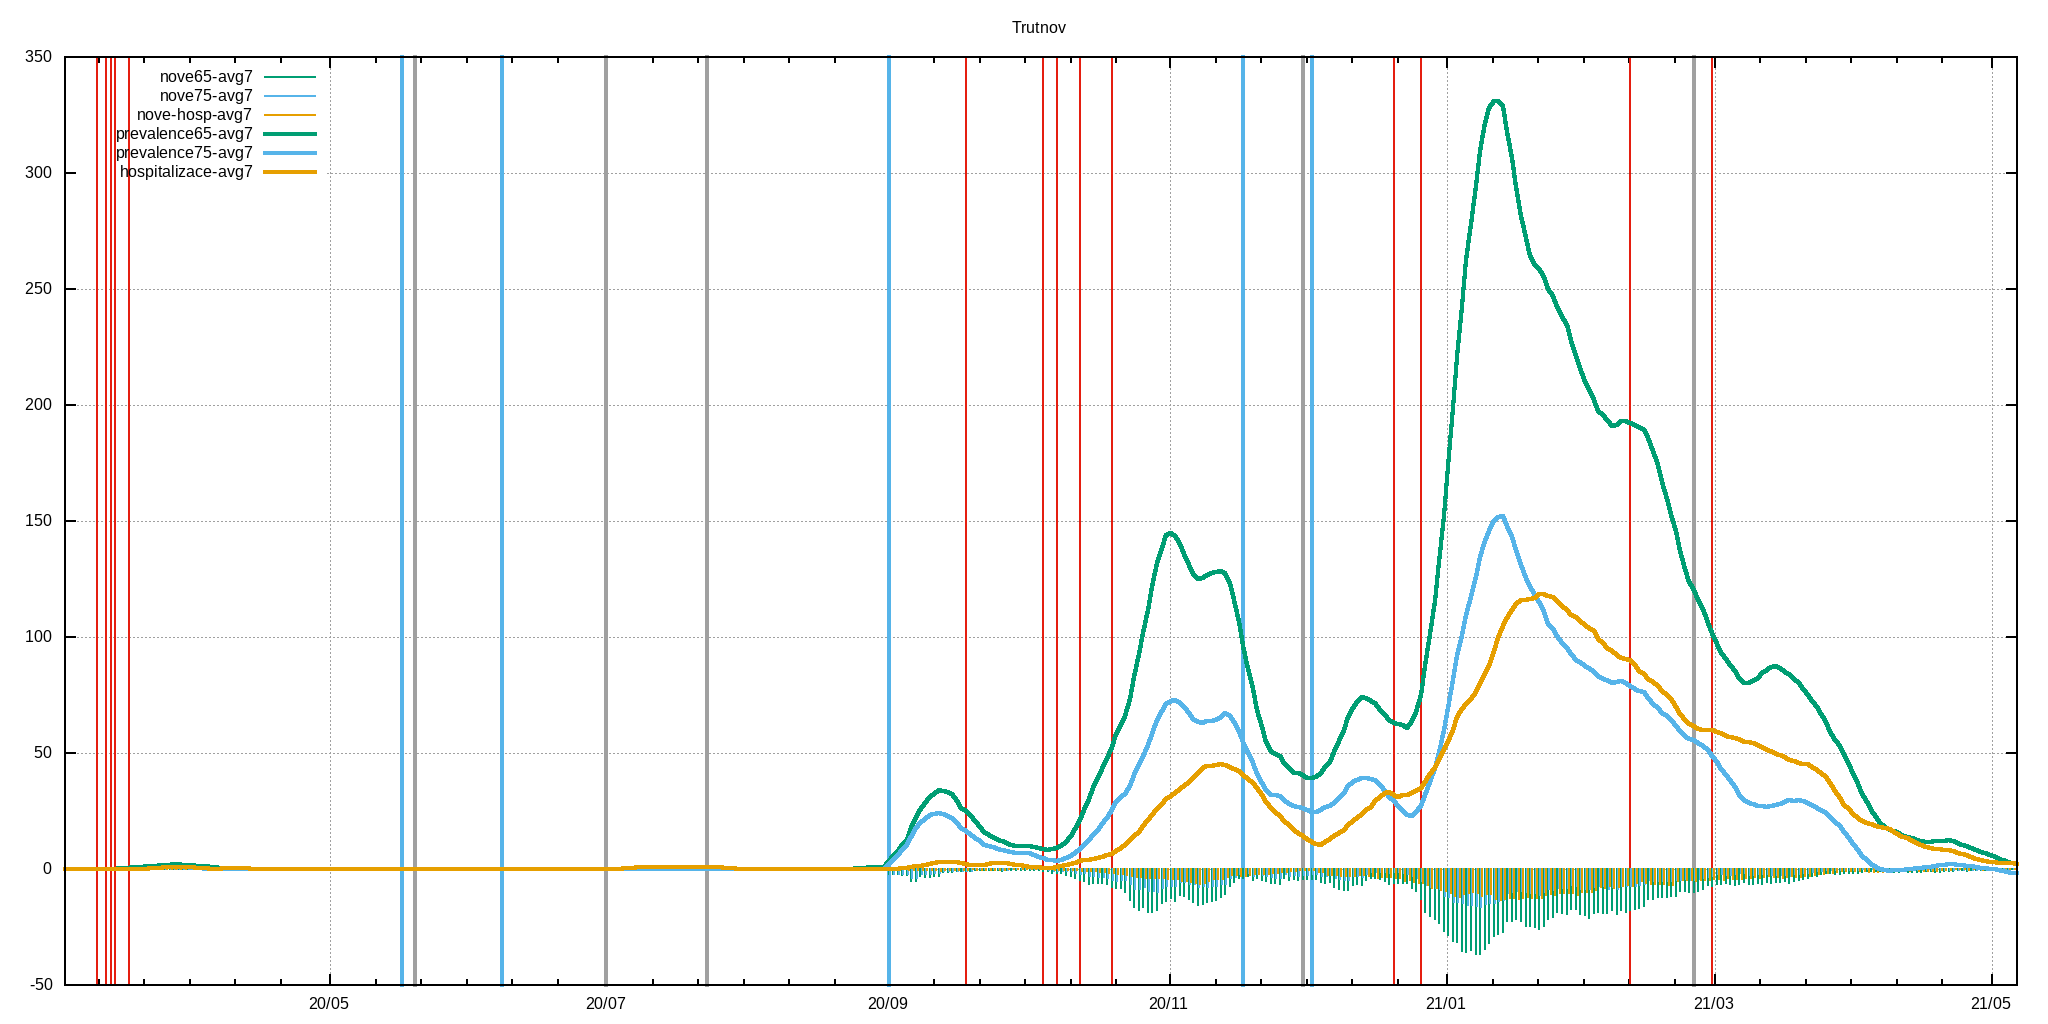 Trutnov
350
nove65-avg7
nove75-avg7
nove-hosp-avg7
prevalence65-avg7
prevalence75-avg7
hospitalizace-avg7
300
250
200
150
100
50
0
-50
20/05 20/07 20/09 20/11 21/01 21/03 21/05